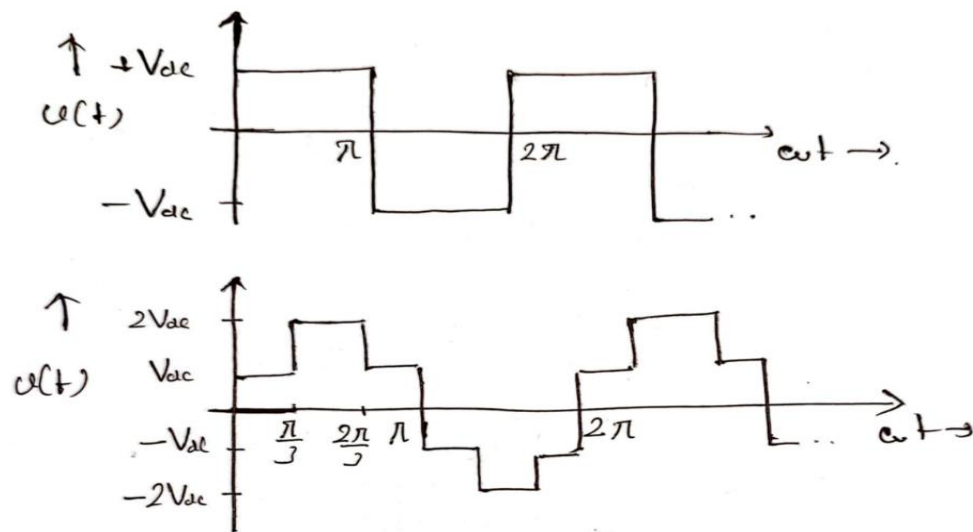 +Vdc
v(t)
π
2π
ωt →
-Vdc
...
2Vdc
Vdc
v(t)
π/3
2π/3
π
2π
-Vdc
ωt →
...
-2Vdc